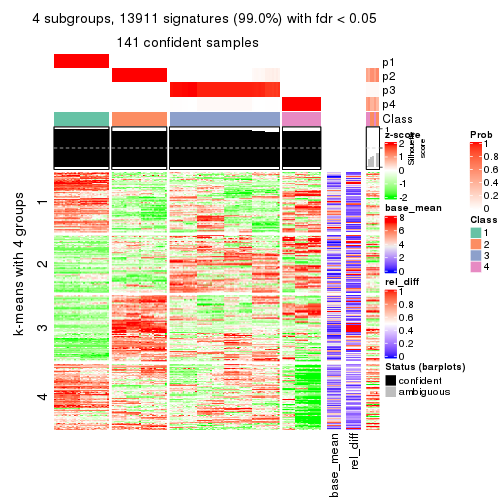 4 subgroups, 13911 signatures (99.0%) with fdr < 0.05
141 confident samples
p1
p2
p3
p4
Class
1
Silhouette
score
k-means with 4 groups
1
2
3
4
base_mean
rel_diff
z-score
2
1
0
-1
-2
base_mean
8
6
4
2
0
rel_diff
1
0.8
0.6
0.4
0.2
0
Status (barplots)
confident
ambiguous
Prob
1
0.8
0.6
0.4
0.2
0
Class
1
2
3
4